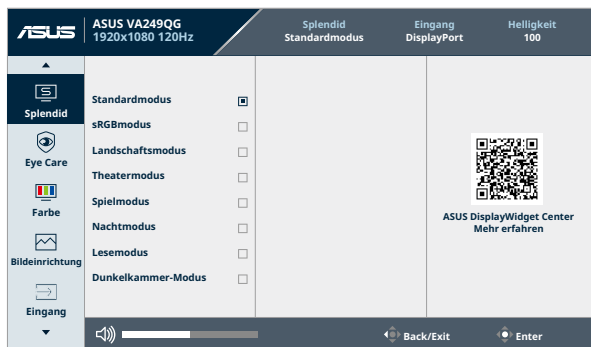 ASUS
ASUS VA249QG
1920x1080 120Hz
Splendid
Standardmodus
Eingang
DisplayPort
Helligkeit
100
Splendid
Eye Care
Farbe
Bildeinrichtung
Eingang
Standardmodus
sRGBmodus
Landschaftsmodus
Theatermodus
Spielmodus
Nachtmodus
Lesemodus
Dunkelkammer-Modus
ASUS DisplayWidget Center
Mehr erfahren
Back/Exit
Enter